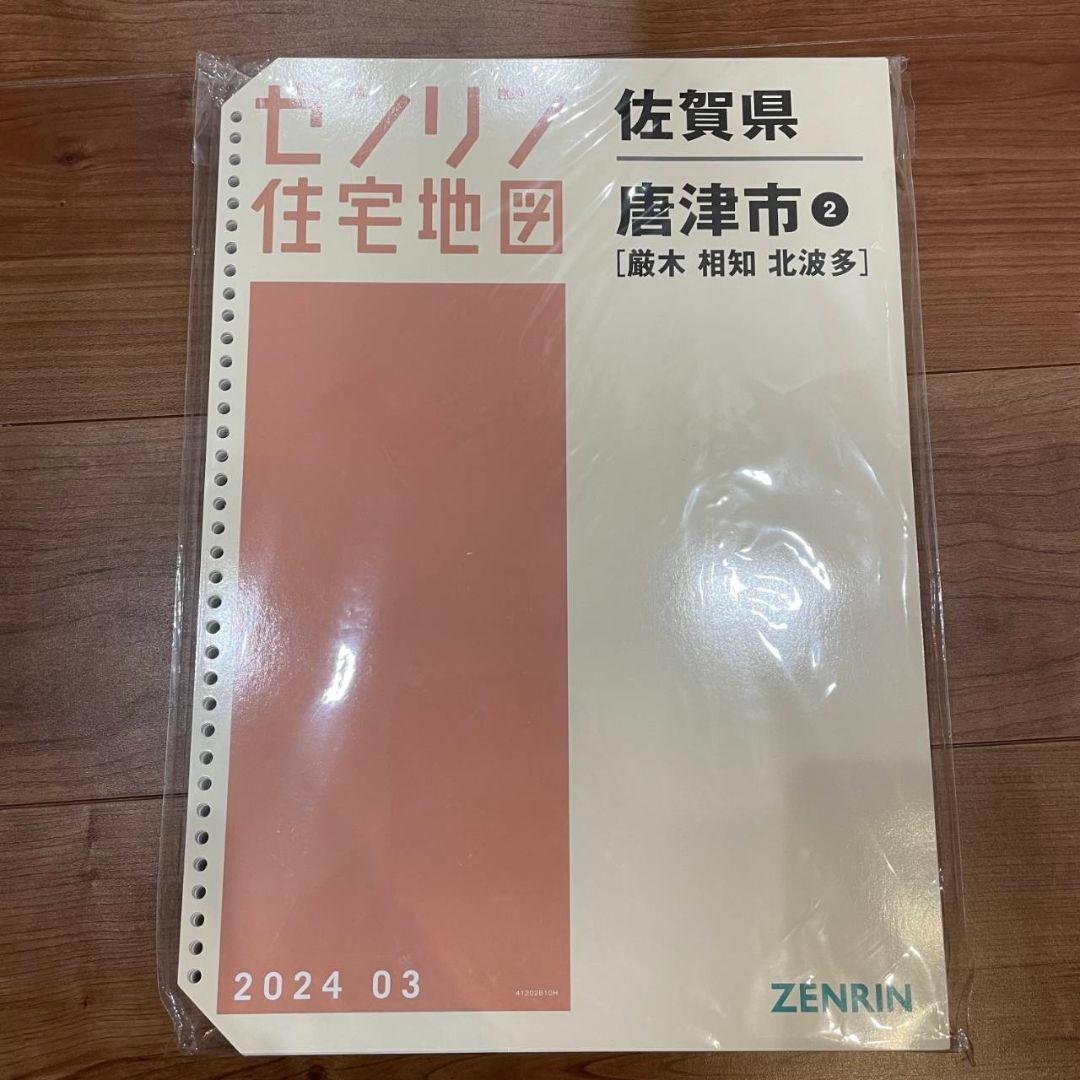 ゼンリン
住宅地図
佐賀県
唐津市2
[厳木 相知 北波多]
2024 03
41202B10H
ZENRIN